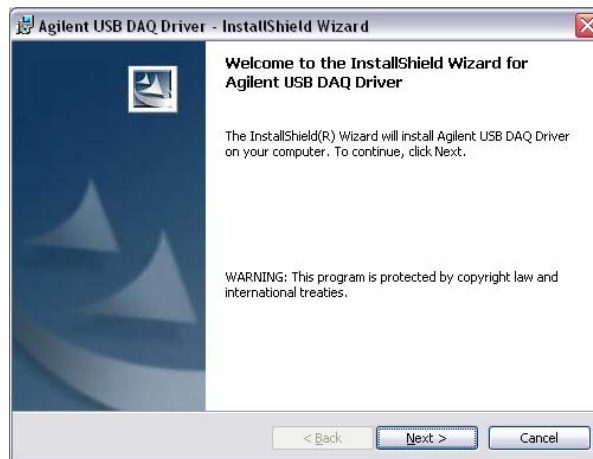 Agilent USB DAQ Driver - InstallShield Wizard
Welcome to the InstallShield Wizard for
Agilent USB DAQ Driver
The InstallShield(R) Wizard will install Agilent USB DAQ Driver
on your computer. To continue, click Next.
WARNING: This program is protected by copyright law and
international treaties.
< Back
Next >
Cancel